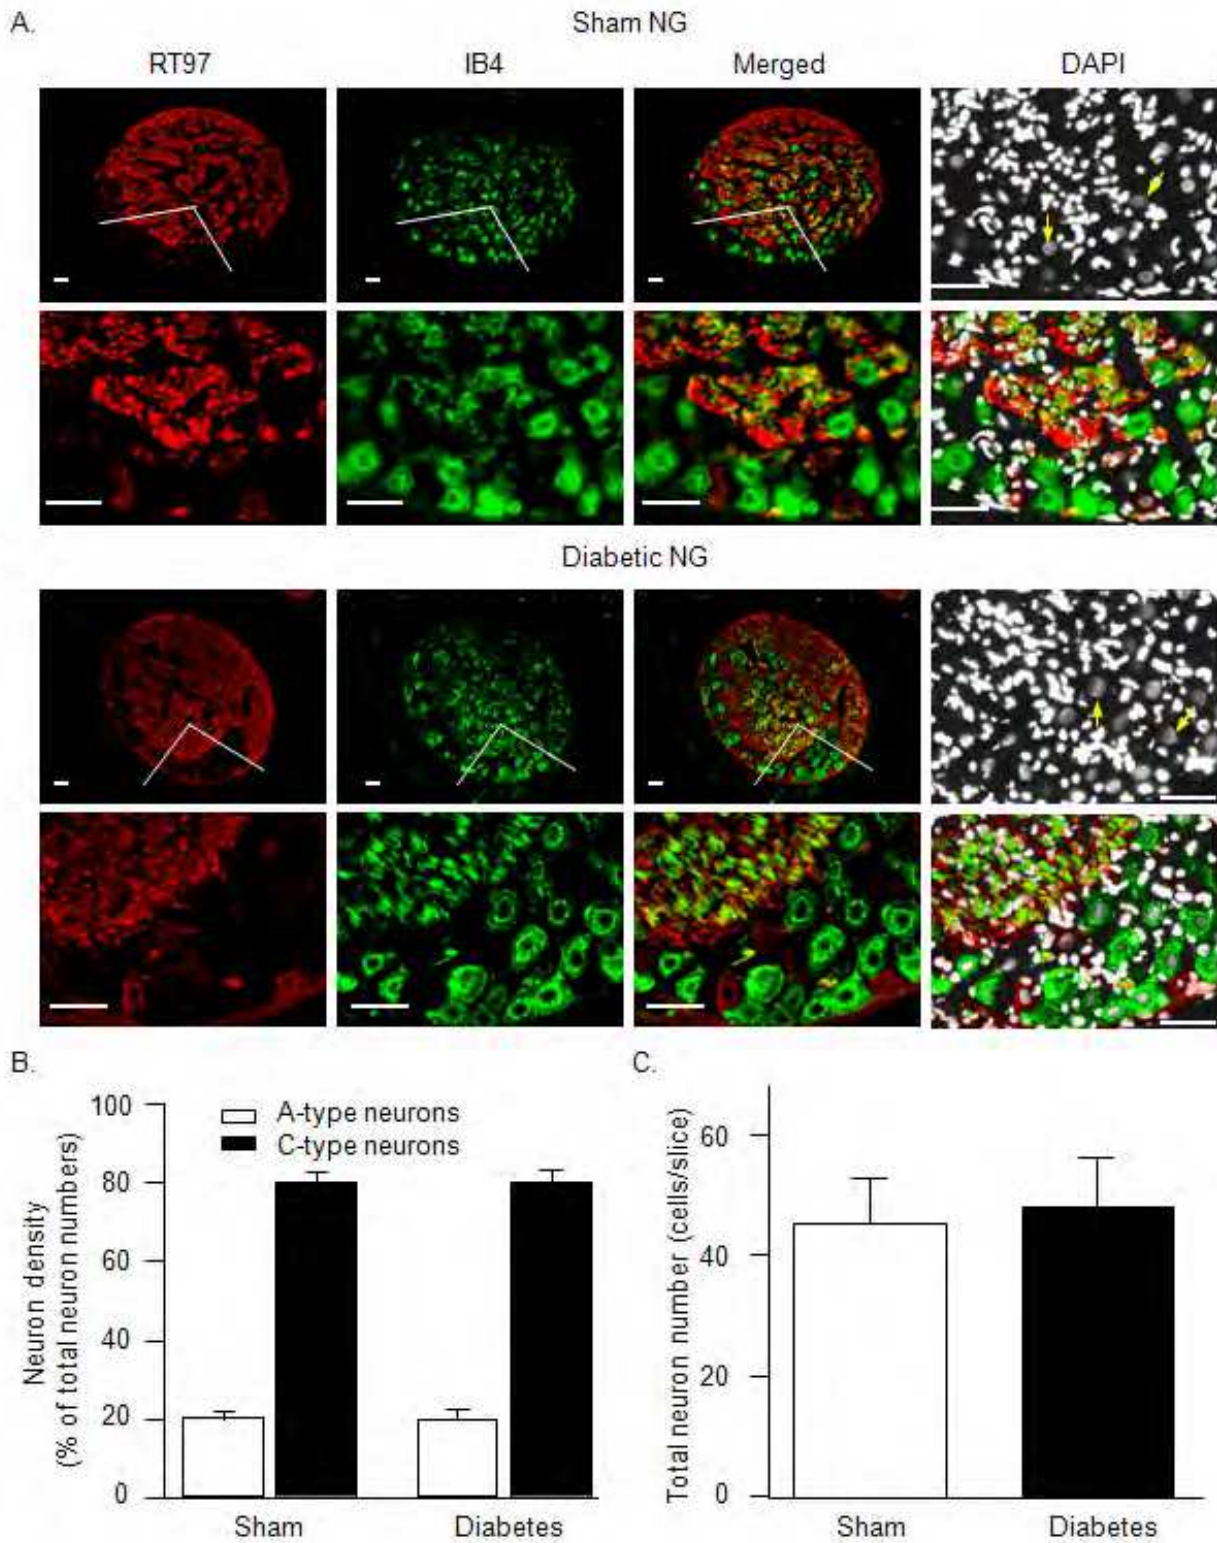 A.
Sham NG
RT97 IB4 Merged DAPI
Diabetic NG
B.
100
80
60
40
20
0
Neuron density
(% of total neuron numbers)
A-type neurons
C-type neurons
Sham Diabetes
C.
60
40
20
0
Total neuron number (cells/slice)
Sham Diabetes